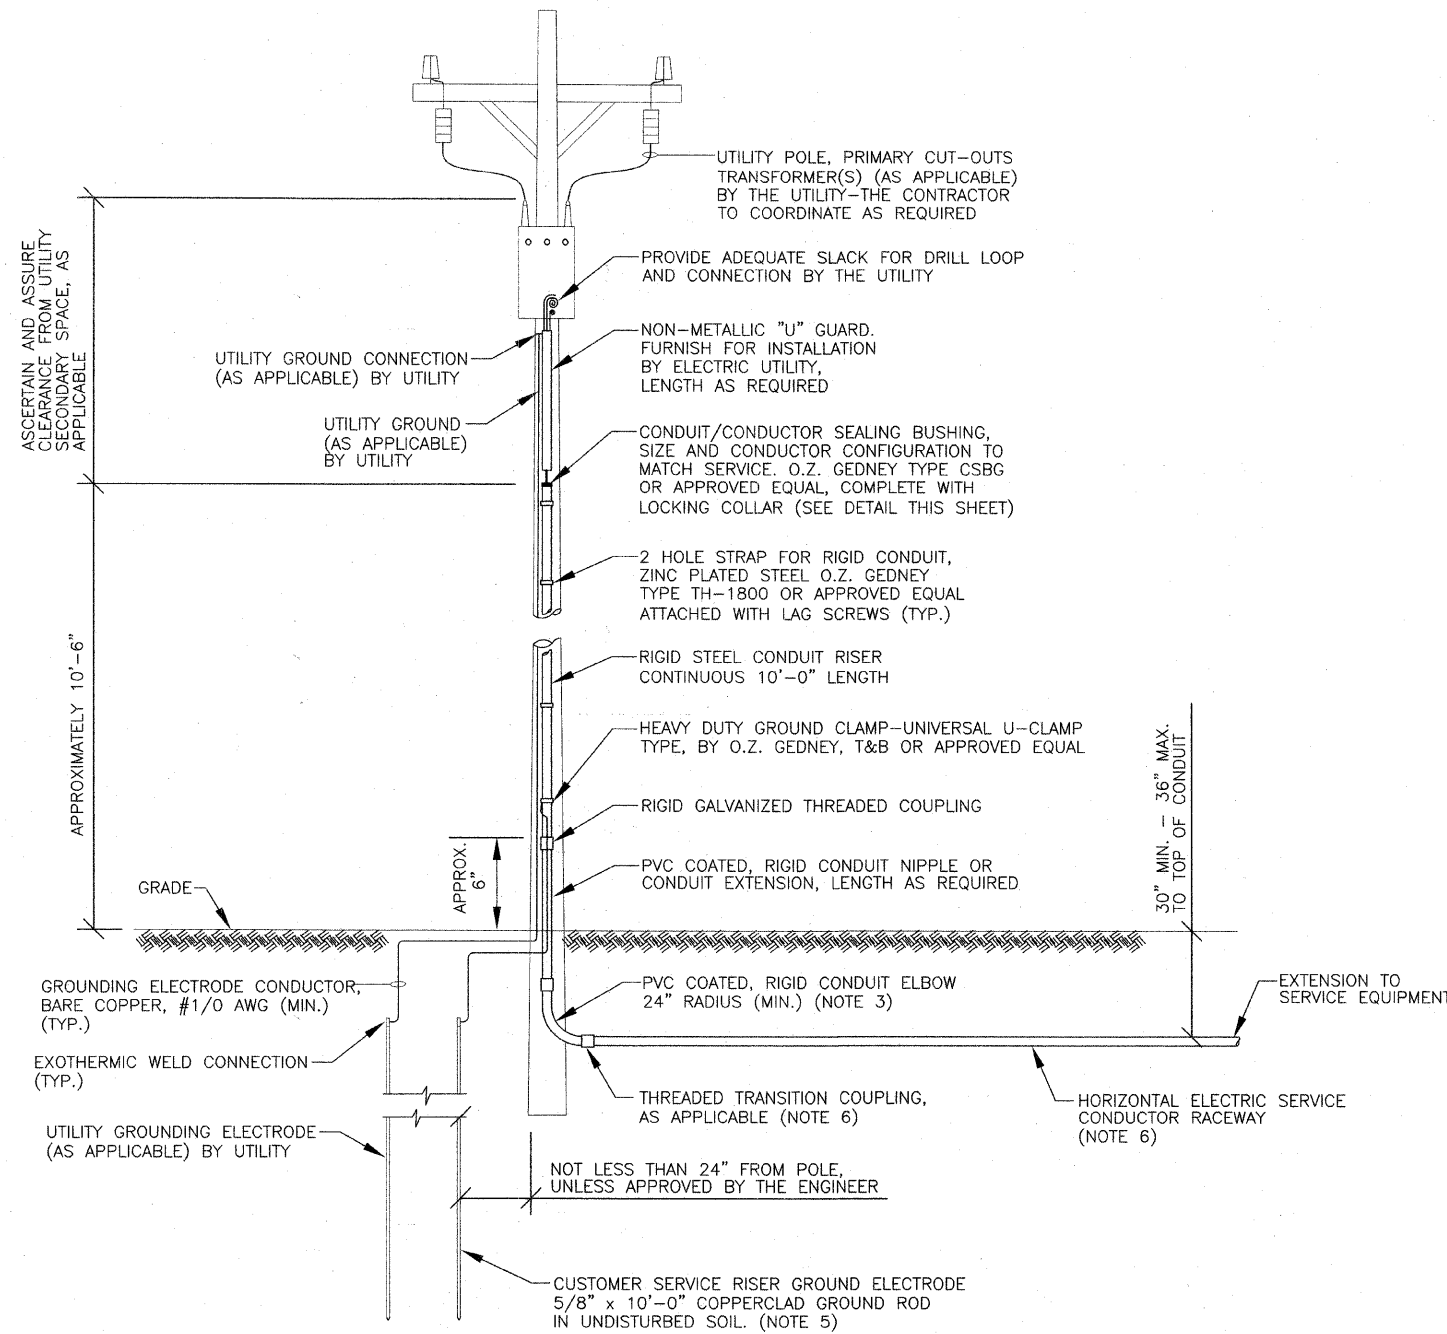 UTILITY POLE, PRIMARY CUT-OUTS
TRANSFORMER(S) (AS APPLICABLE)
BY THE UTILITY-THE CONTRACTOR
TO COORDINATE AS REQUIRED
PROVIDE ADEQUATE SLACK FOR DRILL LOOP
AND CONNECTION BY THE UTILITY
ASCERTAIN AND ASSURE
CLEARANCE FROM UTILITY
SECONDARY SPACE, AS
APPLICABLE
NON-METALLIC "U" GUARD.
FURNISH FOR INSTALLATION
BY ELECTRIC UTILITY,
LENGTH AS REQUIRED
UTILITY GROUND CONNECTION
(AS APPLICABLE) BY UTILITY
UTILITY GROUND
(AS APPLICABLE)
BY UTILITY
CONDUIT/CONDUCTOR SEALING BUSHING,
SIZE AND CONDUCTOR CONFIGURATION TO
MATCH SERVICE. O.Z. GEDNEY TYPE CSBG
OR APPROVED EQUAL, COMPLETE WITH
LOCKING COLLAR (SEE DETAIL THIS SHEET)
2 HOLE STRAP FOR RIGID CONDUIT,
ZINC PLATED STEEL O.Z. GEDNEY
TYPE TH-1800 OR APPROVED EQUAL
ATTACHED WITH LAG SCREWS (TYP.)
APPROXIMATELY 10'-6"
RIGID STEEL CONDUIT RISER
CONTINUOUS 10'-0" LENGTH
HEAVY DUTY GROUND CLAMP-UNIVERSAL U-CLAMP
TYPE, BY O.Z. GEDNEY, T&B OR APPROVED EQUAL
30" MIN. - 36" MAX.
TO TOP OF CONDUIT
RIGID GALVANIZED THREADED COUPLING
APPROX.
6"
PVC COATED, RIGID CONDUIT NIPPLE OR
CONDUIT EXTENSION, LENGTH AS REQUIRED
GRADE
GROUNDING ELECTRODE CONDUCTOR,
BARE COPPER, #1/0 AWG (MIN.)
(TYP.)
PVC COATED, RIGID CONDUIT ELBOW
24" RADIUS (MIN.) (NOTE 3)
EXTENSION TO
SERVICE EQUIPMENT
EXOTHERMIC WELD CONNECTION
(TYP.)
THREADED TRANSITION COUPLING,
AS APPLICABLE (NOTE 6)
HORIZONTAL ELECTRIC SERVICE
CONDUCTOR RACEWAY
(NOTE 6)
UTILITY GROUNDING ELECTRODE
(AS APPLICABLE) BY UTILITY
NOT LESS THAN 24" FROM POLE,
UNLESS APPROVED BY THE ENGINEER
CUSTOMER SERVICE RISER GROUND ELECTRODE
5/8" x 10'-0" COPPERCLAD GROUND ROD
IN UNDISTURBED SOIL. (NOTE 5)